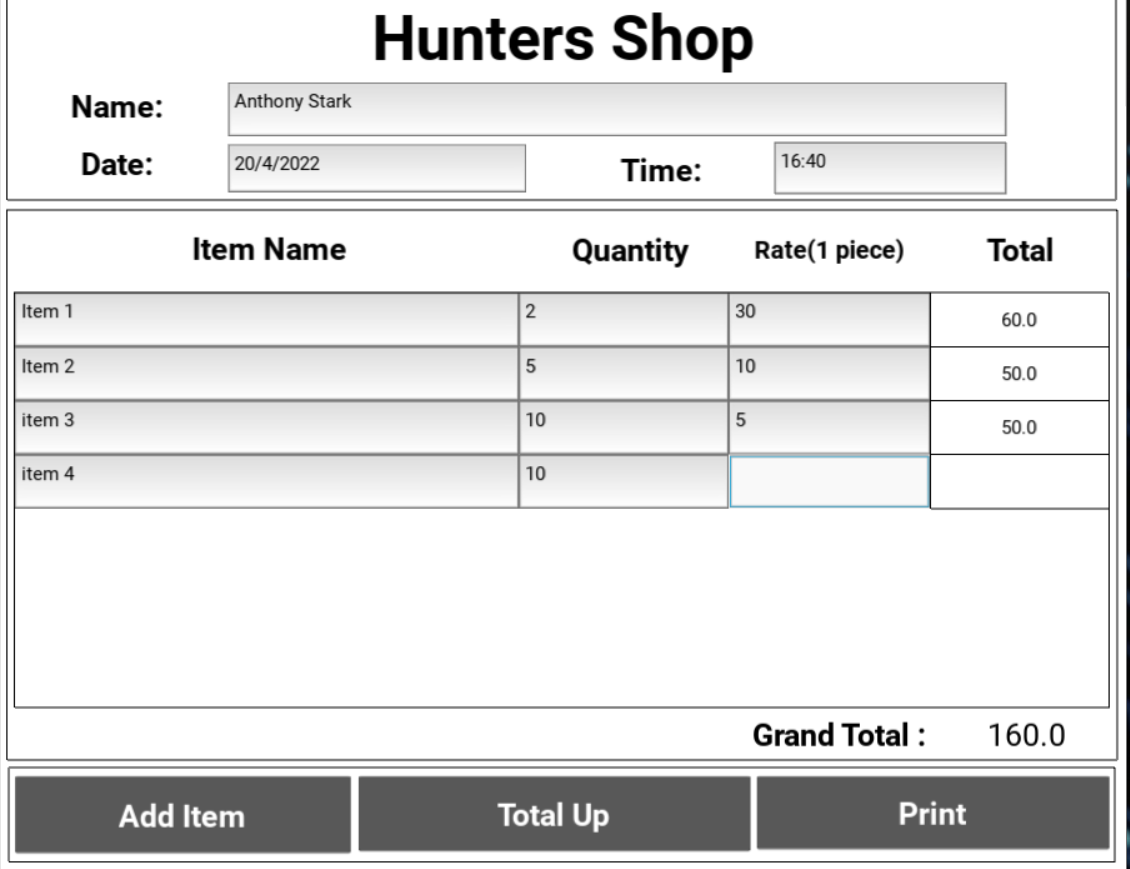 Hunters Shop
Name: Anthony Stark
Date: 20/4/2022 Time: 16:40
Item Name Quantity Rate(1 piece) Total
Item 1 2 30 60.0
Item 2 5 10 50.0
item 3 10 5 50.0
item 4 10
Grand Total : 160.0
Add Item Total Up Print